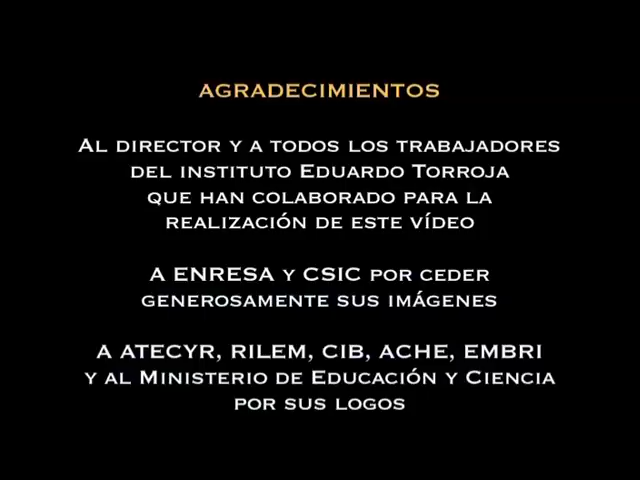 AGRADECIMIENTOS
AL DIRECTOR Y A TODOS LOS TRABAJADORES
DEL INSTITUTO EDUARDO TORROJA
QUE HAN COLABORADO PARA LA
REALIZACIÓN DE ESTE VÍDEO
A ENRESA Y CSIC POR CEDER
GENEROSAMENTE SUS IMÁGENES
A ATECYR, RILEM, CIB, ACHE, EMBRI
Y AL MINISTERIO DE EDUCACIÓN Y CIENCIA
POR SUS LOGOS